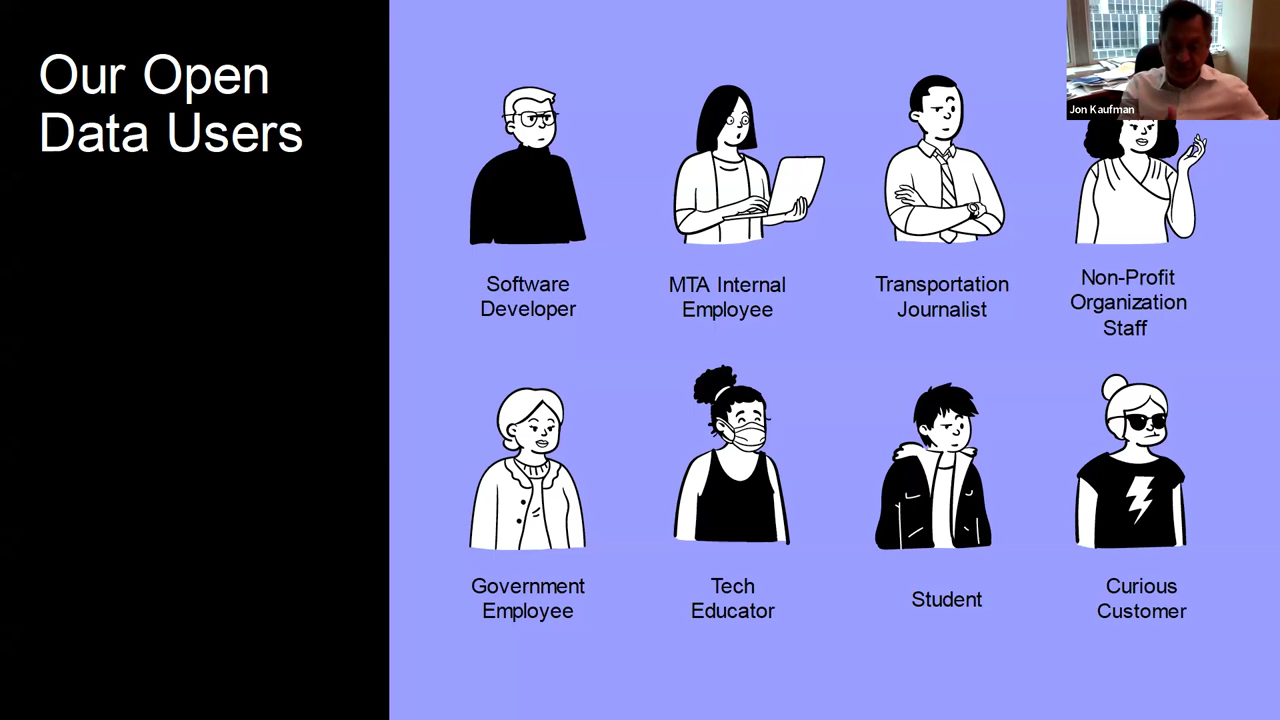 Our Open
Data Users
Jon Kaufman
Software
Developer
MTA Internal
Employee
Transportation
Journalist
Non-Profit
Organization
Staff
Government
Employee
Tech
Educator
Student
Curious
Customer